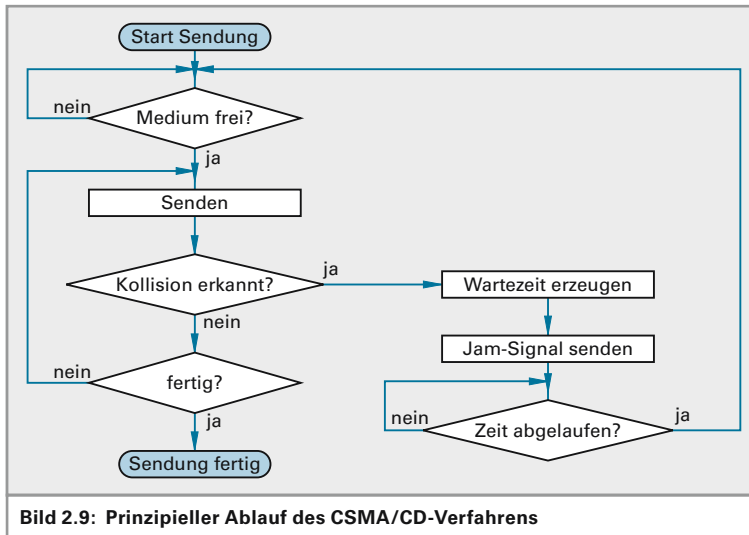 Start Sendung
nein
Medium frei?
ja
Senden
Kollision erkannt?
ja
Wartezeit erzeugen
nein
Jam-Signal senden
nein
fertig?
nein
Zeit abgelaufen?
ja
ja
Sendung fertig
Bild 2.9: Prinzipieller Ablauf des CSMA/CD-Verfahrens